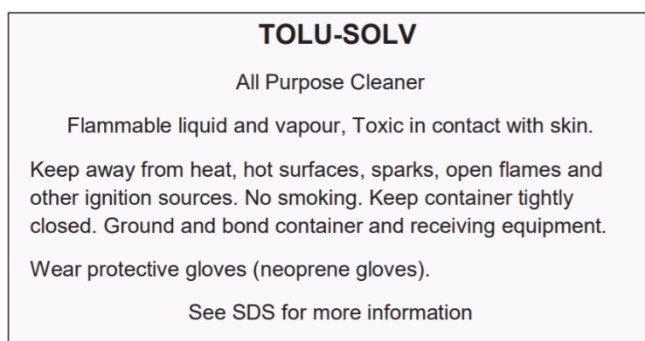 TOLU-SOLV
All Purpose Cleaner
Flammable liquid and vapour, Toxic in contact with skin.
Keep away from heat, hot surfaces, sparks, open flames and
other ignition sources. No smoking. Keep container tightly
closed. Ground and bond container and receiving equipment.
Wear protective gloves (neoprene gloves).
See SDS for more information